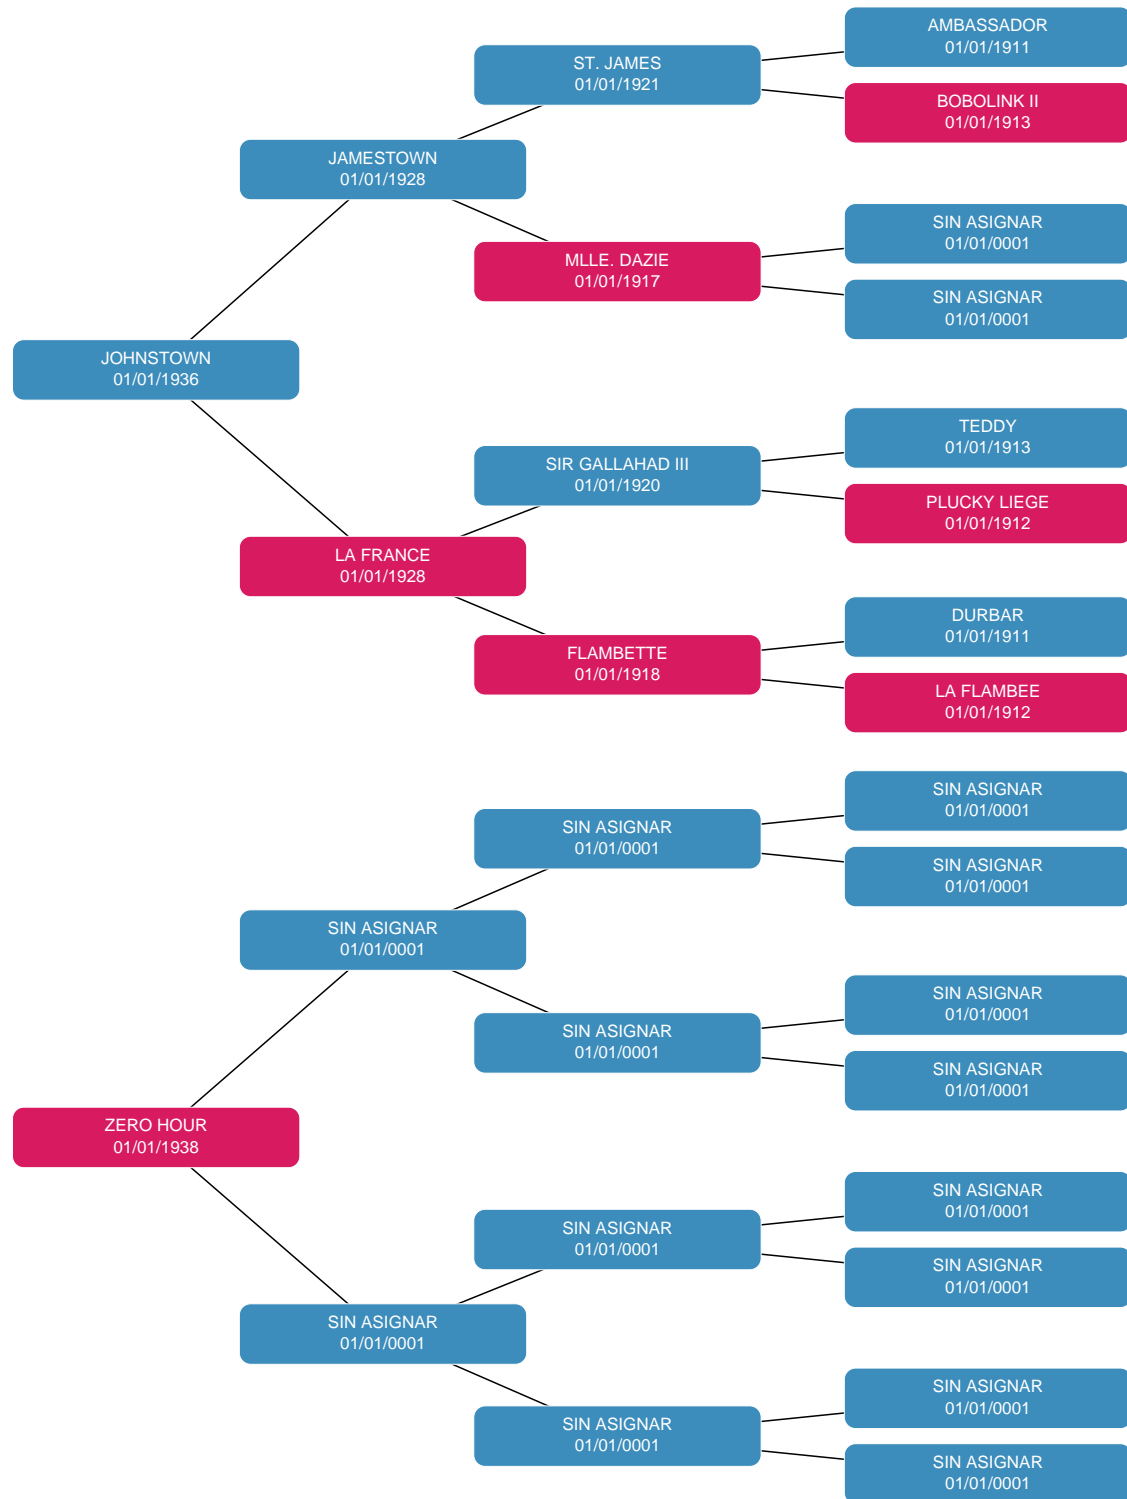 AMBASSADOR
01/01/1911
ST. JAMES
01/01/1921
BOBOLINK II
01/01/1913
JAMESTOWN
01/01/1928
SIN ASIGNAR
01/01/0001
MLLE. DAZIE
01/01/1917
SIN ASIGNAR
01/01/0001
JOHNSTOWN
01/01/1936
TEDDY
01/01/1913
SIR GALLAHAD III
01/01/1920
PLUCKY LIEGE
01/01/1912
LA FRANCE
01/01/1928
DURBAR
01/01/1911
FLAMBETTE
01/01/1918
LA FLAMBEE
01/01/1912
SIN ASIGNAR
01/01/0001
SIN ASIGNAR
01/01/0001
SIN ASIGNAR
01/01/0001
SIN ASIGNAR
01/01/0001
SIN ASIGNAR
01/01/0001
SIN ASIGNAR
01/01/0001
SIN ASIGNAR
01/01/0001
ZERO HOUR
01/01/1938
SIN ASIGNAR
01/01/0001
SIN ASIGNAR
01/01/0001
SIN ASIGNAR
01/01/0001
SIN ASIGNAR
01/01/0001
SIN ASIGNAR
01/01/0001
SIN ASIGNAR
01/01/0001
SIN ASIGNAR
01/01/0001